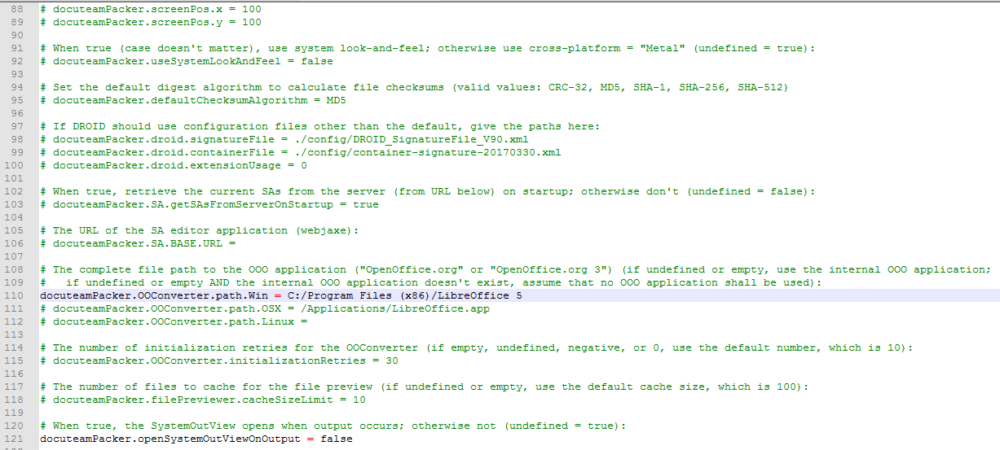 88 # docuteamPacker.screenPos.x = 100
89 # docuteamPacker.screenPos.y = 100
90
91 # When true (case doesn't matter), use system look-and-feel; otherwise use cross-platform = "Metal" (undefined = true):
92 # docuteamPacker.useSystemLookAndFeel = false
93
94 # Set the default digest algorithm to calculate file checksums (valid values: CRC-32, MD5, SHA-1, SHA-256, SHA-512)
95 # docuteamPacker.defaultChecksumAlgorithm = MD5
96
97 # If DROID should use configuration files other than the default, give the paths here:
98 # docuteamPacker.droid.signatureFile = ./config/DROID_SignatureFile_V90.xml
99 # docuteamPacker.droid.containerFile = ./config/container-signature-20170330.xml
100 # docuteamPacker.droid.extensionUsage = 0
101
102 # When true, retrieve the current SAs from the server (from URL below) on startup; otherwise don't (undefined = false):
103 # docuteamPacker.SA.getSAsFromServerOnStartup = true
104
105 # The URL of the SA editor application (webjaxe):
106 # docuteamPacker.SA.BASE.URL =
107
108 # The complete file path to the OOO application ("OpenOffice.org" or "OpenOffice.org 3") (if undefined or empty, use the internal OOO application;
109 #   if undefined or empty AND the internal OOO application doesn't exist, assume that no OOO application shall be used):
110 docuteamPacker.OOConverter.path.Win = C:/Program Files (x86)/LibreOffice 5
111 # docuteamPacker.OOConverter.path.OSX = /Applications/LibreOffice.app
112 # docuteamPacker.OOConverter.path.Linux =
113
114 # The number of initialization retries for the OOConverter (if empty, undefined, negative, or 0, use the default number, which is 10):
115 # docuteamPacker.OOConverter.initializationRetries = 30
116
117 # The number of files to cache for the file preview (if undefined or empty, use the default cache size, which is 100):
118 # docuteamPacker.filePreviewer.cacheSizeLimit = 10
119
120 # When true, the SystemOutView opens when output occurs; otherwise not (undefined = true):
121 docuteamPacker.openSystemOutViewOnOutput = false